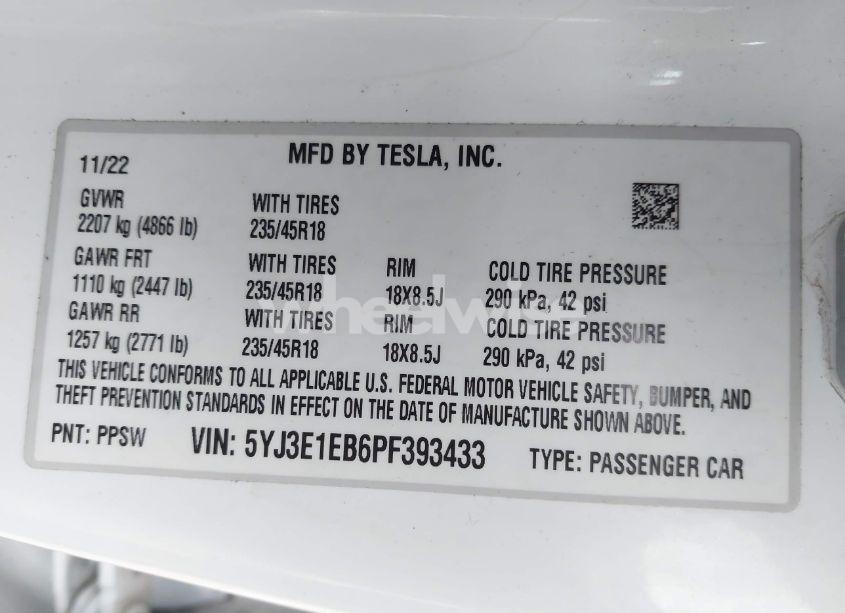 MFD BY TESLA, INC.
11/22
GVWR WITH TIRES
2207 kg (4866 lb) 235/45R18
GAWR FRT WITH TIRES RIM COLD TIRE PRESSURE
1110 kg (2447 lb) 235/45R18 18X8.5J 290 kPa, 42 psi
GAWR RR WITH TIRES RIM COLD TIRE PRESSURE
1257 kg (2771 lb) 235/45R18 18X8.5J 290 kPa, 42 psi
THIS VEHICLE CONFORMS TO ALL APPLICABLE U.S. FEDERAL MOTOR VEHICLE SAFETY, BUMPER, AND
THEFT PREVENTION STANDARDS IN EFFECT ON THE DATE OF MANUFACTURE SHOWN ABOVE.
PNT: PPSW VIN: 5YJ3E1EB6PF393433 TYPE: PASSENGER CAR
wheelwise